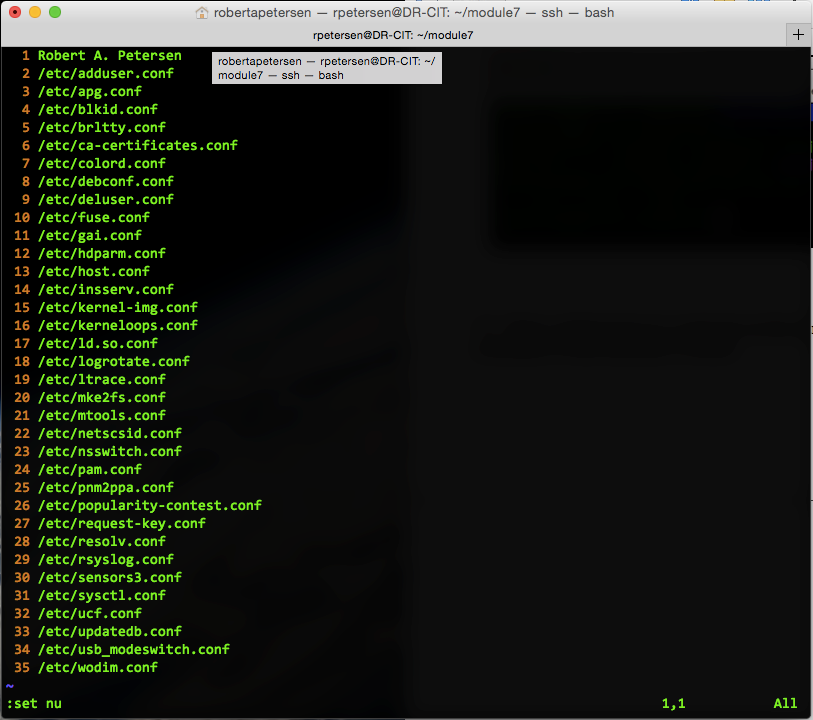 robertapetersen — rpetersen@DR-CIT: ~/module7 — ssh — bash
rpetersen@DR-CIT: ~/module7
+
robertapetersen — rpetersen@DR-CIT: ~/
module7 — ssh — bash
1 Robert A. Petersen
2 /etc/adduser.conf
3 /etc/apg.conf
4 /etc/blkid.conf
5 /etc/brltty.conf
6 /etc/ca-certificates.conf
7 /etc/colord.conf
8 /etc/debconf.conf
9 /etc/deluser.conf
10 /etc/fuse.conf
11 /etc/gai.conf
12 /etc/hdparm.conf
13 /etc/host.conf
14 /etc/insserv.conf
15 /etc/kernel-img.conf
16 /etc/kerneloops.conf
17 /etc/ld.so.conf
18 /etc/logrotate.conf
19 /etc/ltrace.conf
20 /etc/mke2fs.conf
21 /etc/mtools.conf
22 /etc/netscsid.conf
23 /etc/nsswitch.conf
24 /etc/pam.conf
25 /etc/pnm2ppa.conf
26 /etc/popularity-contest.conf
27 /etc/request-key.conf
28 /etc/resolv.conf
29 /etc/rsyslog.conf
30 /etc/sensors3.conf
31 /etc/sysctl.conf
32 /etc/ucf.conf
33 /etc/updatedb.conf
34 /etc/usb_modeswitch.conf
35 /etc/wodim.conf
~
:set nu 1,1 All